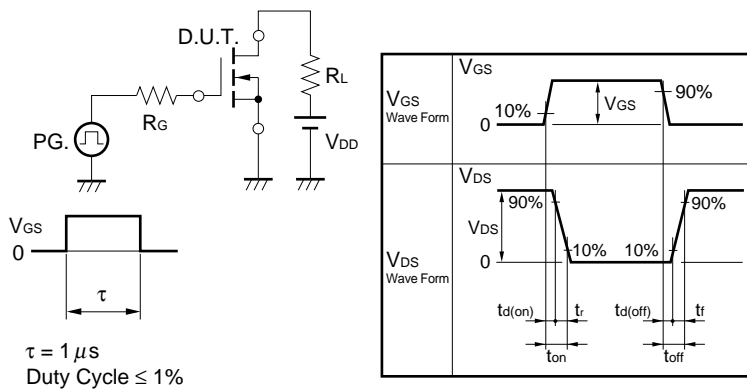 D.U.T.
RL
RG
PG.
VDD
VGS
0
τ
τ = 1 μs
Duty Cycle ≤ 1%
VGS
Wave Form
VGS
10%
VGS
90%
0
VDS
Wave Form
VDS
90%
VDS
10%
10%
90%
0
td(on)
tr
td(off)
tf
ton
toff